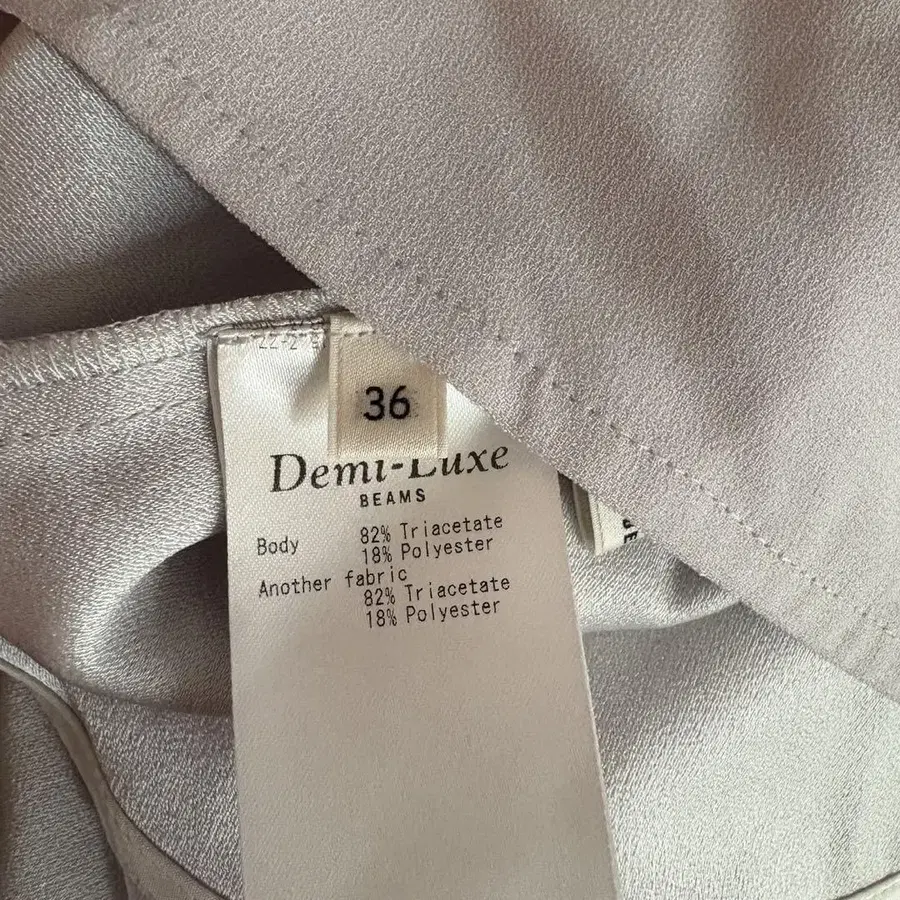 36
Demi-Luxe
BEAMS
Body 82% Triacetate
18% Polyester
Another fabric
82% Triacetate
18% Polyester